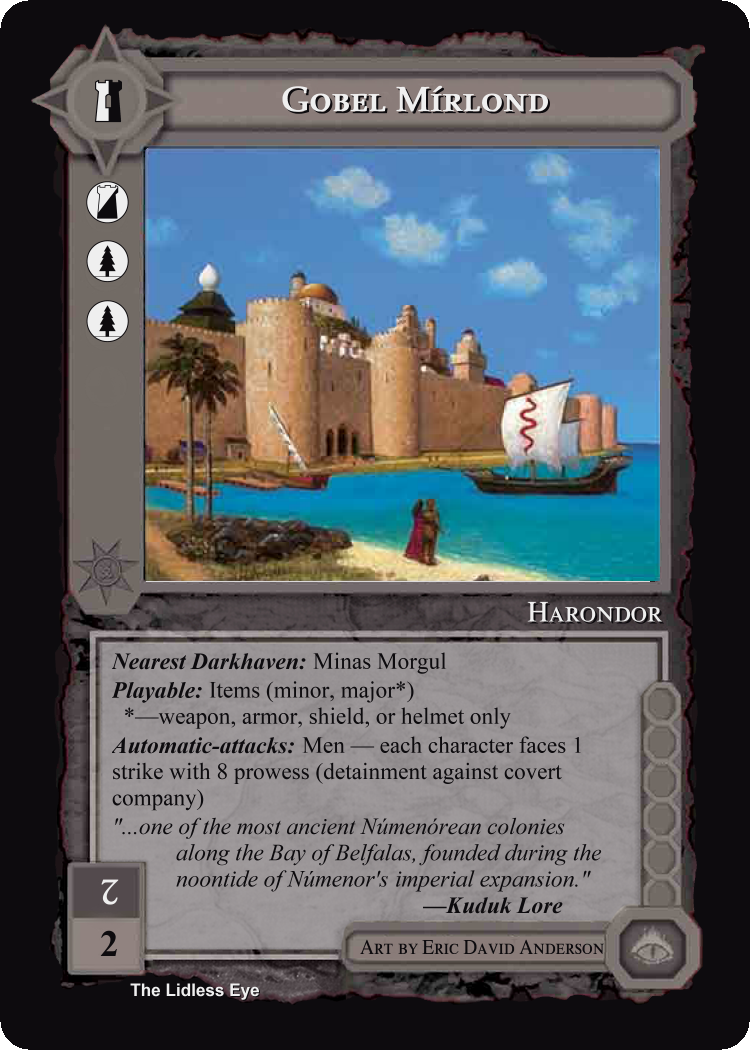 Gobel Mírlond
Harondor
Nearest Darkhaven: Minas Morgul
Playable: Items (minor, major*)
*—weapon, armor, shield, or helmet only
Automatic-attacks: Men — each character faces 1
strike with 8 prowess (detainment against covert
company)
"...one of the most ancient Númenórean colonies
along the Bay of Belfalas, founded during the
noontide of Númenor's imperial expansion."
—Kuduk Lore
2
2
Art by Eric David Anderson
The Lidless Eye